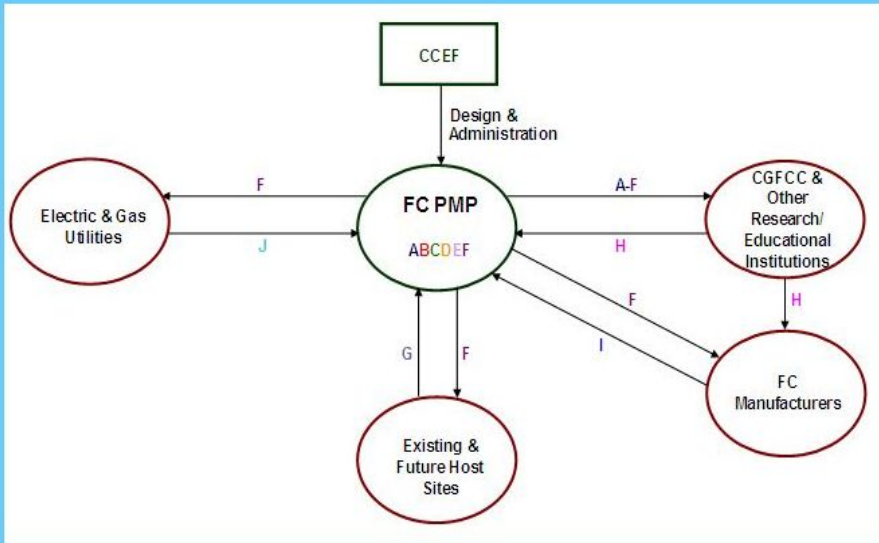 CCEF
Design &
Administration
F
A-F
CGFCC &
Other
Research/
Educational
Institutions
FC PMP
Electric & Gas
Utilities
ABCDEF
J
H
F
H
I
G
F
FC
Manufacturers
Existing &
Future Host
Sites